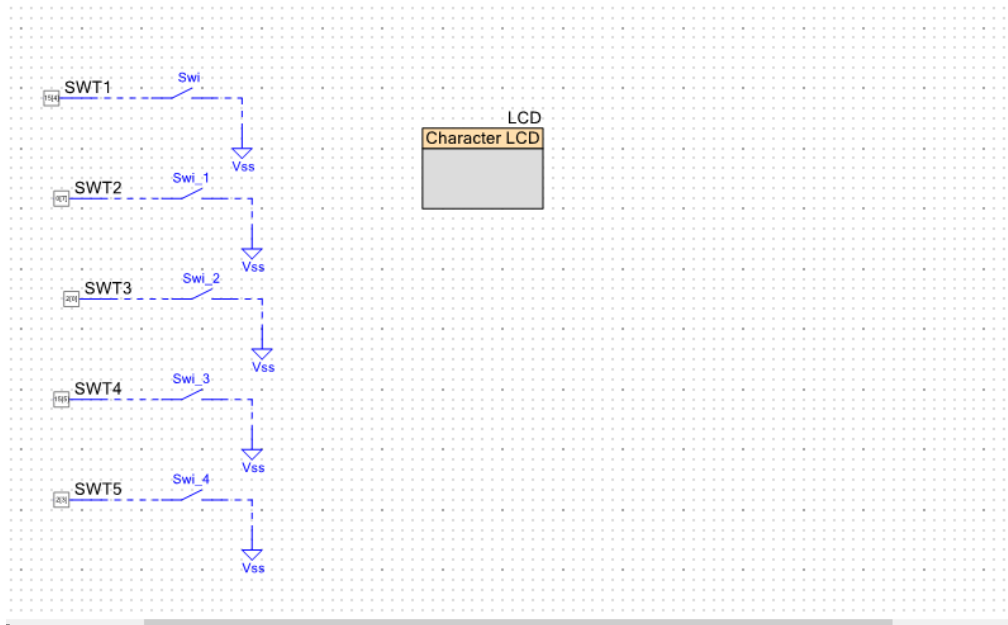 Swi
SWT1
Vss
LCD
Character LCD
Swi_1
SWT2
Vss
Swi_2
SWT3
Vss
Swi_3
SWT4
Vss
Swi_4
SWT5
Vss